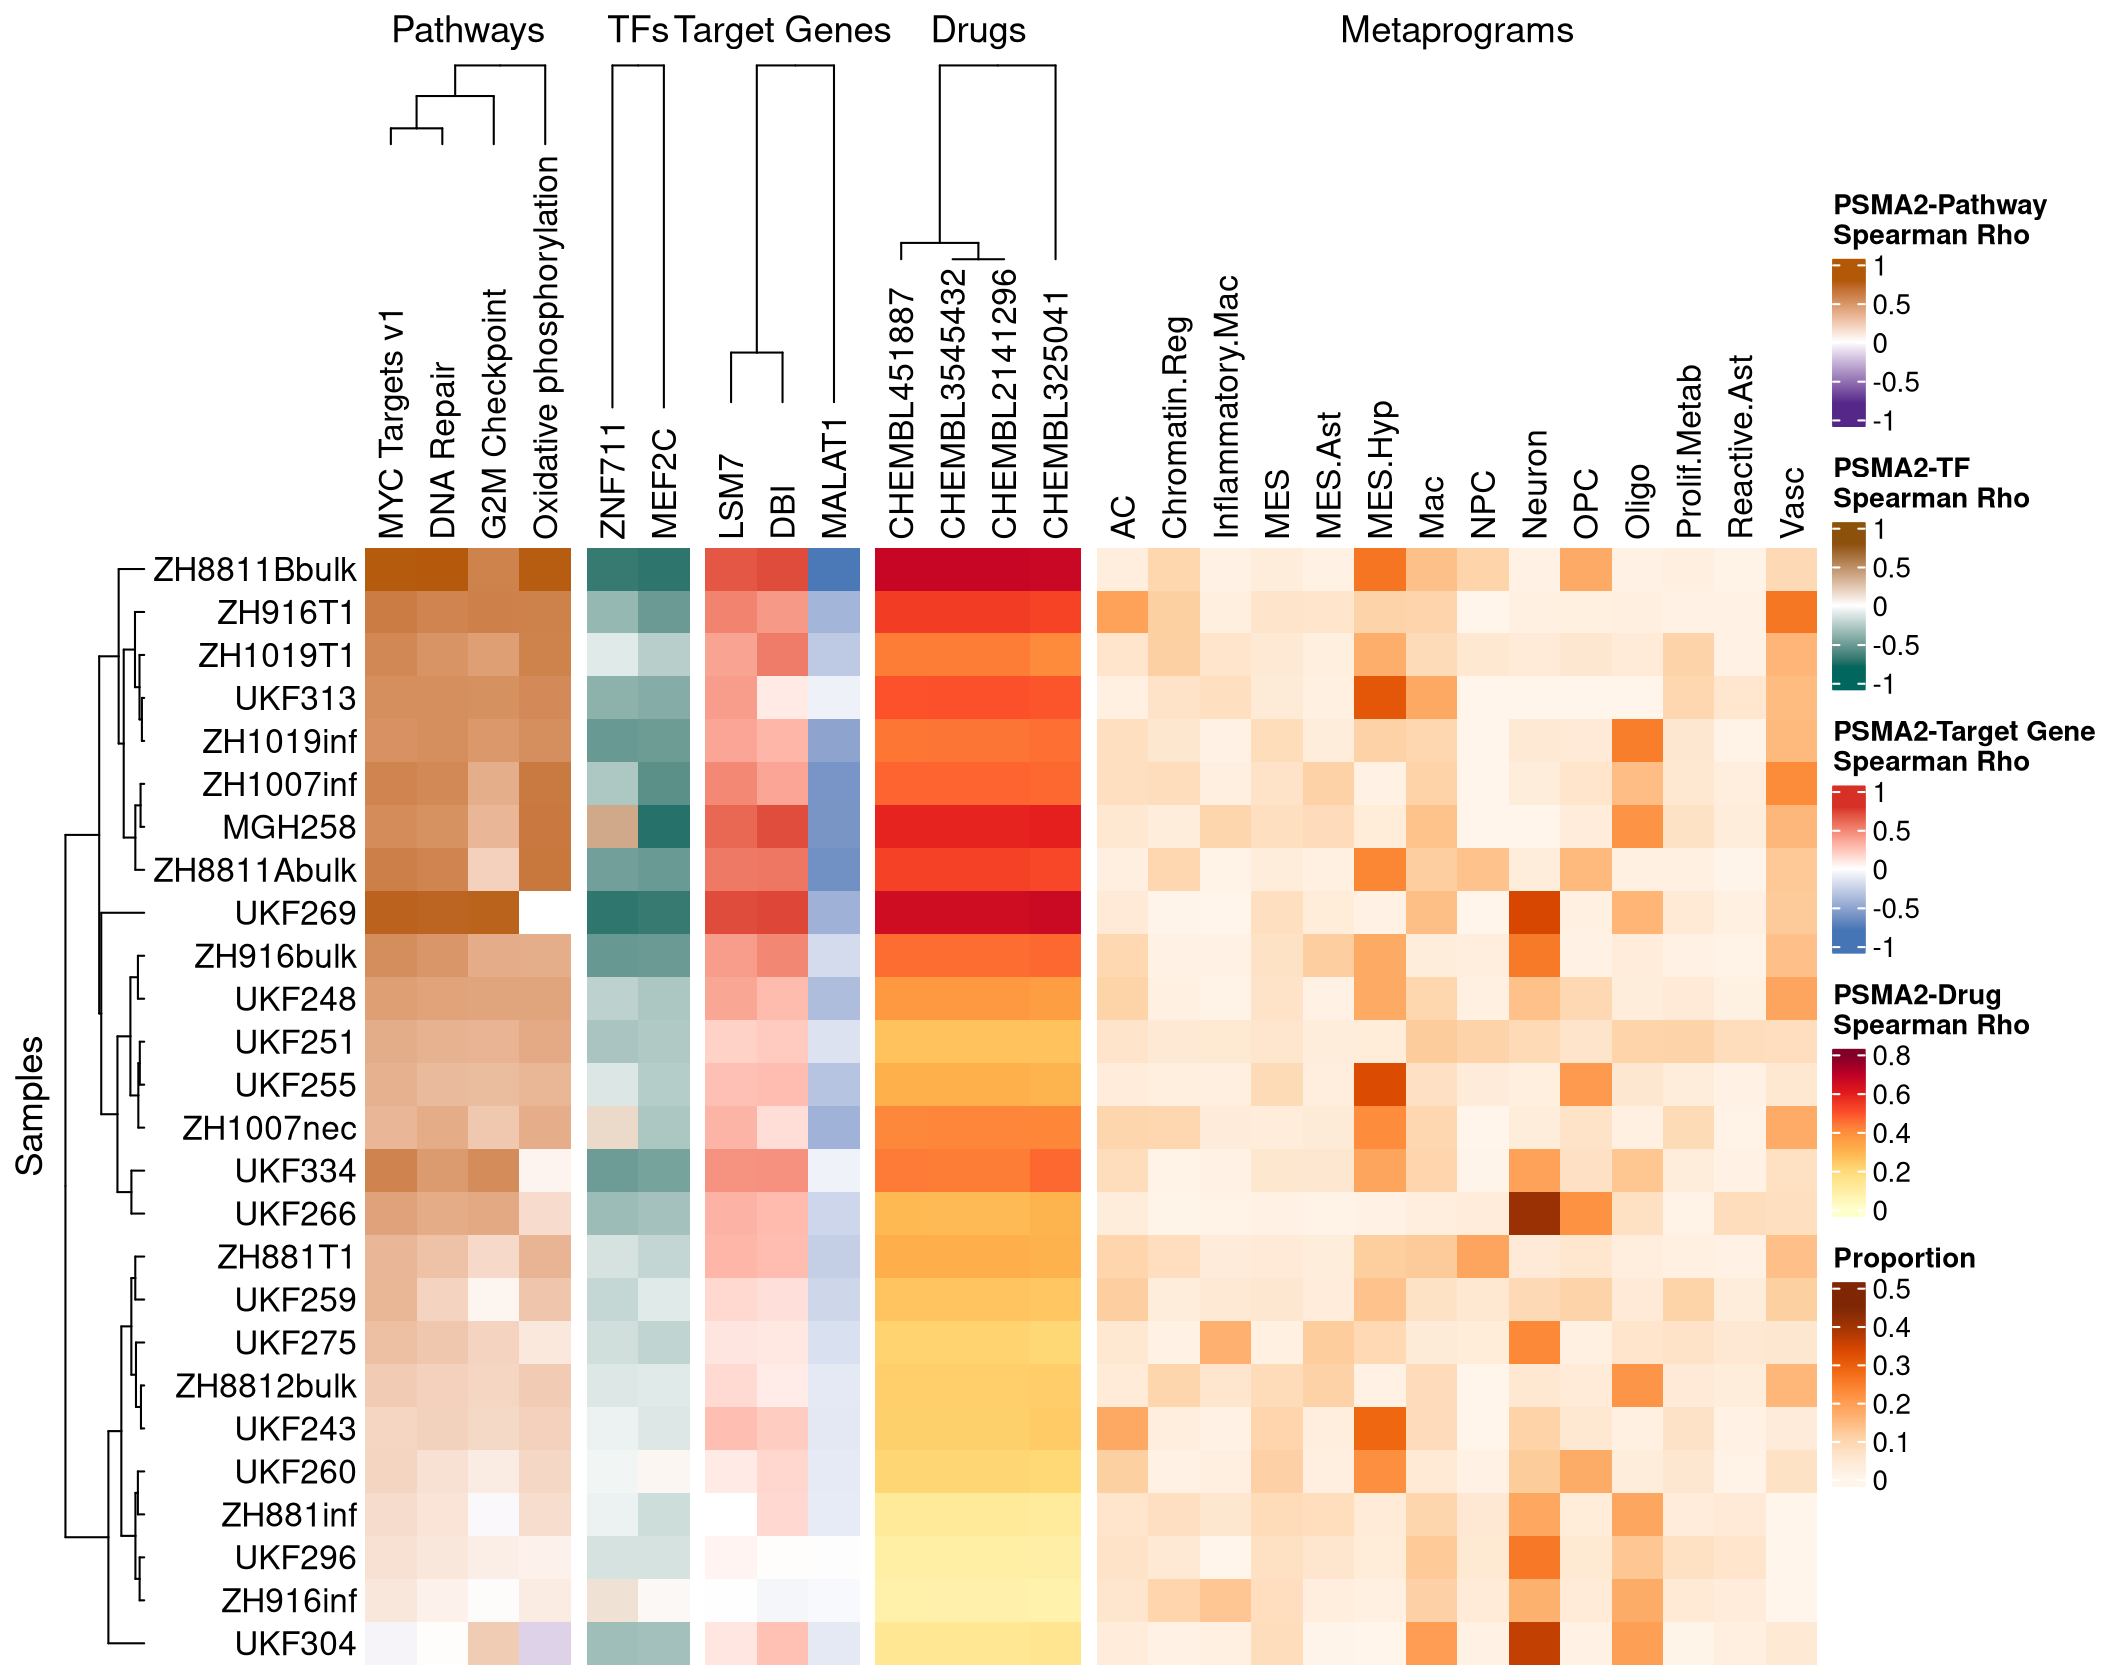 Pathways
TFs
Target Genes
Drugs
Metaprograms
MYC Targets v1
DNA Repair
G2M Checkpoint
Oxidative phosphorylation
ZNF711
MEF2C
LSM7
DBI
MALAT1
CHEMBL451887
CHEMBL3545432
CHEMBL2141296
CHEMBL325041
AC
Chromatin.Reg
Inflammatory.Mac
MES
MES.Ast
MES.Hyp
Mac
NPC
Neuron
OPC
Oligo
Prolif.Metab
Reactive.Ast
Vasc
Samples
ZH8811Bbulk
ZH916T1
ZH1019T1
UKF313
ZH1019inf
ZH1007inf
MGH258
ZH8811Abulk
UKF269
ZH916bulk
UKF248
UKF251
UKF255
ZH1007nec
UKF334
UKF266
ZH881T1
UKF259
UKF275
ZH8812bulk
UKF243
UKF260
ZH881inf
UKF296
ZH916inf
UKF304
PSMA2-Pathway
Spearman Rho
1
0.5
0
-0.5
-1
PSMA2-TF
Spearman Rho
1
0.5
0
-0.5
-1
PSMA2-Target Gene
Spearman Rho
1
0.5
0
-0.5
-1
PSMA2-Drug
Spearman Rho
0.8
0.6
0.4
0.2
0
Proportion
0.5
0.4
0.3
0.2
0.1
0